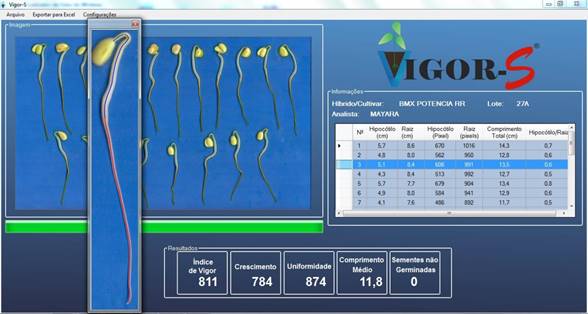 Vigor-S
Arquivo Exportar para Excel Configurações
Imagem
VIGOR-S®
Informações
Híbrido/Cultivar: BMX POTENCIA RR Lote: 27A
Analista: MAYARA
Nº Hipocótilo (cm) Raiz (cm) Hipocótilo (Pixel) Raiz (pixels) Comprimento Total (cm) Hipocótilo/Raiz
1 5,7 8,6 670 1016 14,3 0,7
2 4,8 8,0 562 950 12,8 0,6
3 5,1 8,4 606 991 13,5 0,6
4 4,3 8,4 513 992 12,7 0,5
5 5,7 7,7 679 904 13,4 0,8
6 4,9 8,0 584 941 12,9 0,6
7 4,1 7,6 486 892 11,7 0,5
Resultados
Índice de Vigor
811
Crescimento
784
Uniformidade
874
Comprimento Médio
11,8
Sementes não Germinadas
0